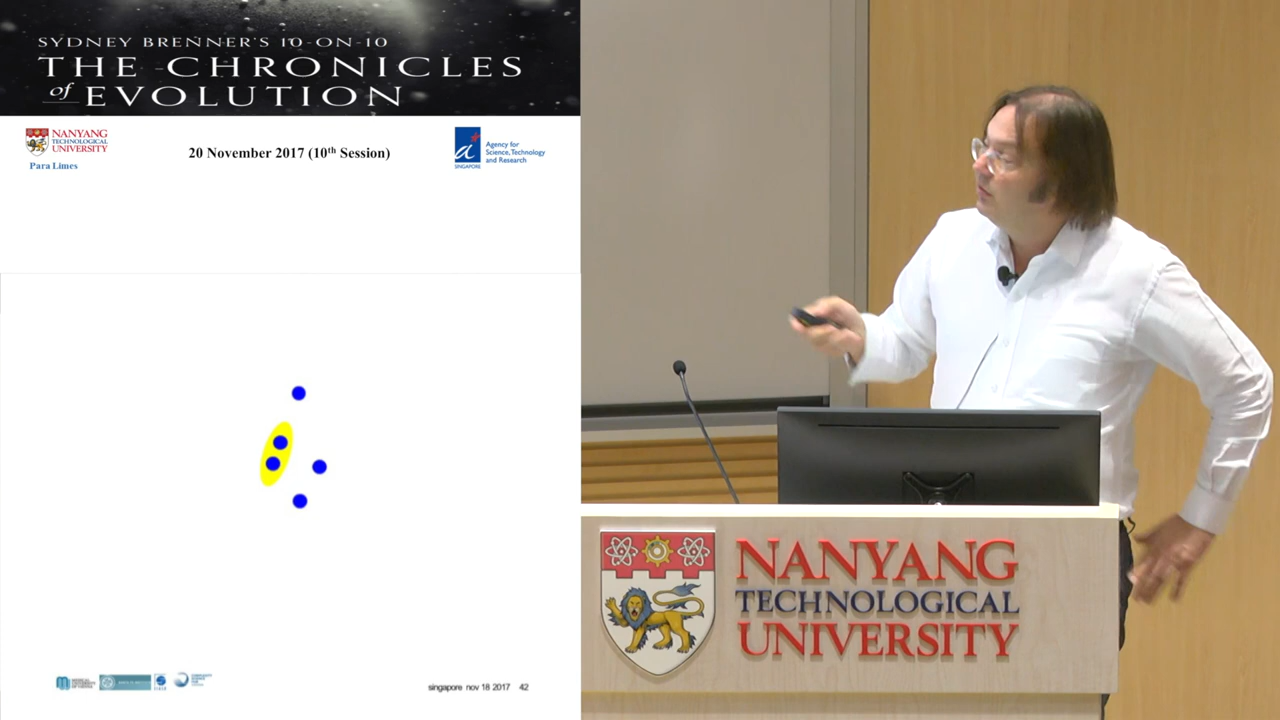 SYDNEY BRENNER'S 10-ON-10
THE CHRONICLES
of EVOLUTION
NANYANG
TECHNOLOGICAL
UNIVERSITY
Para Limes
20 November 2017 (10th Session)
SINGAPORE
Agency for
Science, Technology
and Research
singapore nov 18 2017 42
NANYANG
TECHNOLOGICAL
UNIVERSITY